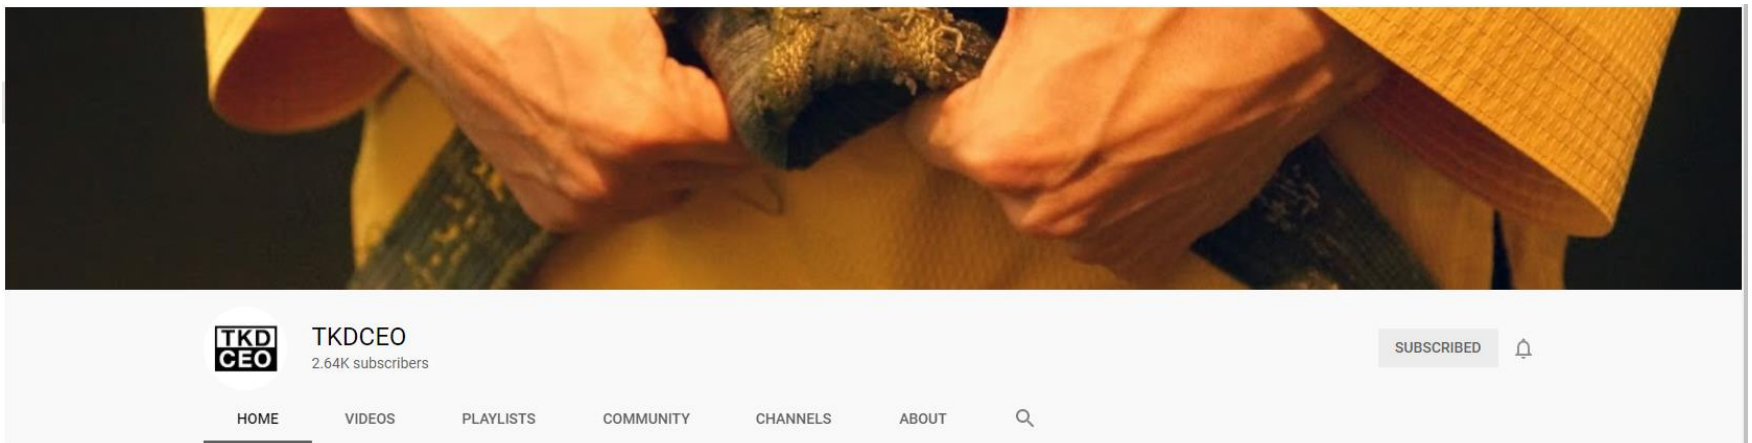 TKD
CEO
TKDCEO
2.64K subscribers
SUBSCRIBED
HOME VIDEOS PLAYLISTS COMMUNITY CHANNELS ABOUT